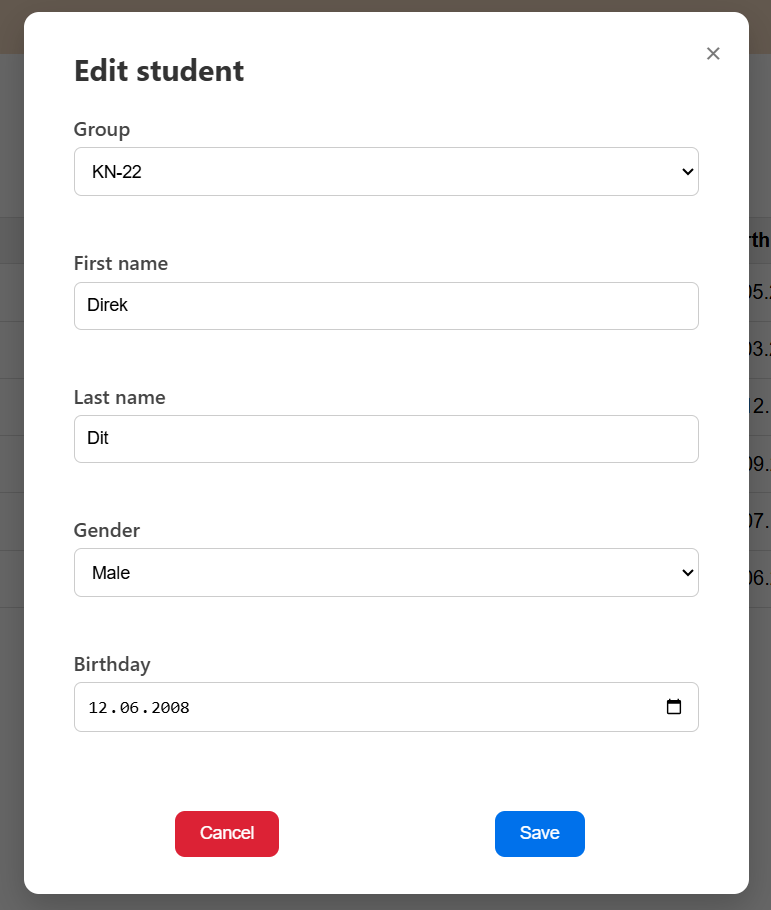 Edit student
×
Group
KN-22
First name
Direk
Last name
Dit
Gender
Male
Birthday
12.06.2008
Cancel
Save